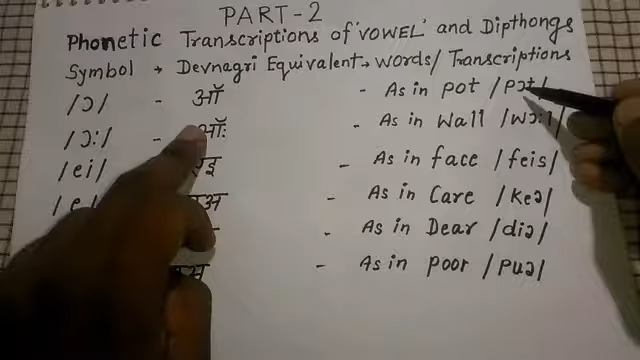 PART-2
Phonetic Transcriptions of 'VOWEL' and Dipthongs
Symbol → Devnagri Equivalent → words/ Transcriptions
/ɔ/ - ऑ - As in pot /pɔt/
/ɔ:/ - ऑ: - As in Wall /wɔ:l/
/ei/ - As in face /feis/
- As in Care /keə/
- As in Dear /diə/
- As in poor /puə/